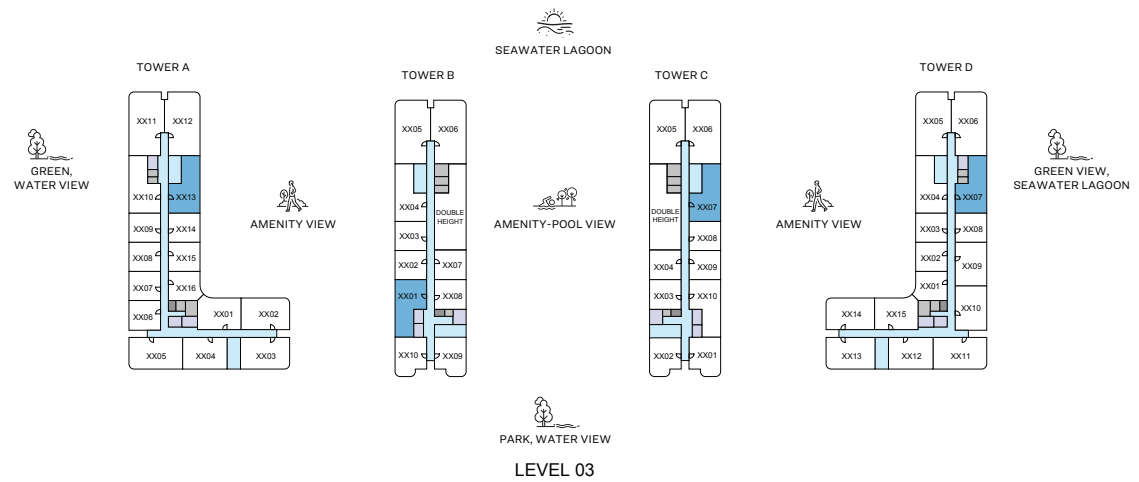 SEAWATER LAGOON
TOWER A
TOWER B
TOWER C
TOWER D
GREEN,
WATER VIEW
XX11 XX12
XX10 XX13
XX09 XX14
XX08 XX15
XX07 XX16
XX06 XX01 XX02
XX05 XX04 XX03
AMENITY VIEW
XX05 XX06
XX04
DOUBLE
HEIGHT
XX03
XX02 XX07
XX01 XX08
XX10 XX09
AMENITY-POOL VIEW
XX05 XX06
XX07
DOUBLE
HEIGHT
XX08
XX04 XX09
XX03 XX10
XX02 XX01
AMENITY VIEW
XX05 XX06
XX04 XX07
XX03 XX08
XX02 XX09
XX01
XX14 XX15 XX10
XX13 XX12 XX11
GREEN VIEW,
SEAWATER LAGOON
PARK, WATER VIEW
LEVEL 03